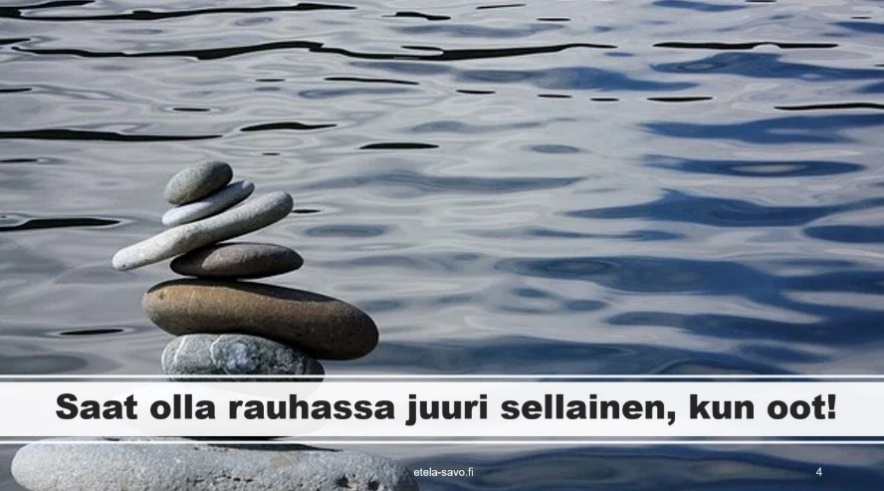 Saat olla rauhassa juuri sellainen, kun oot!
etela-savo.fi
4